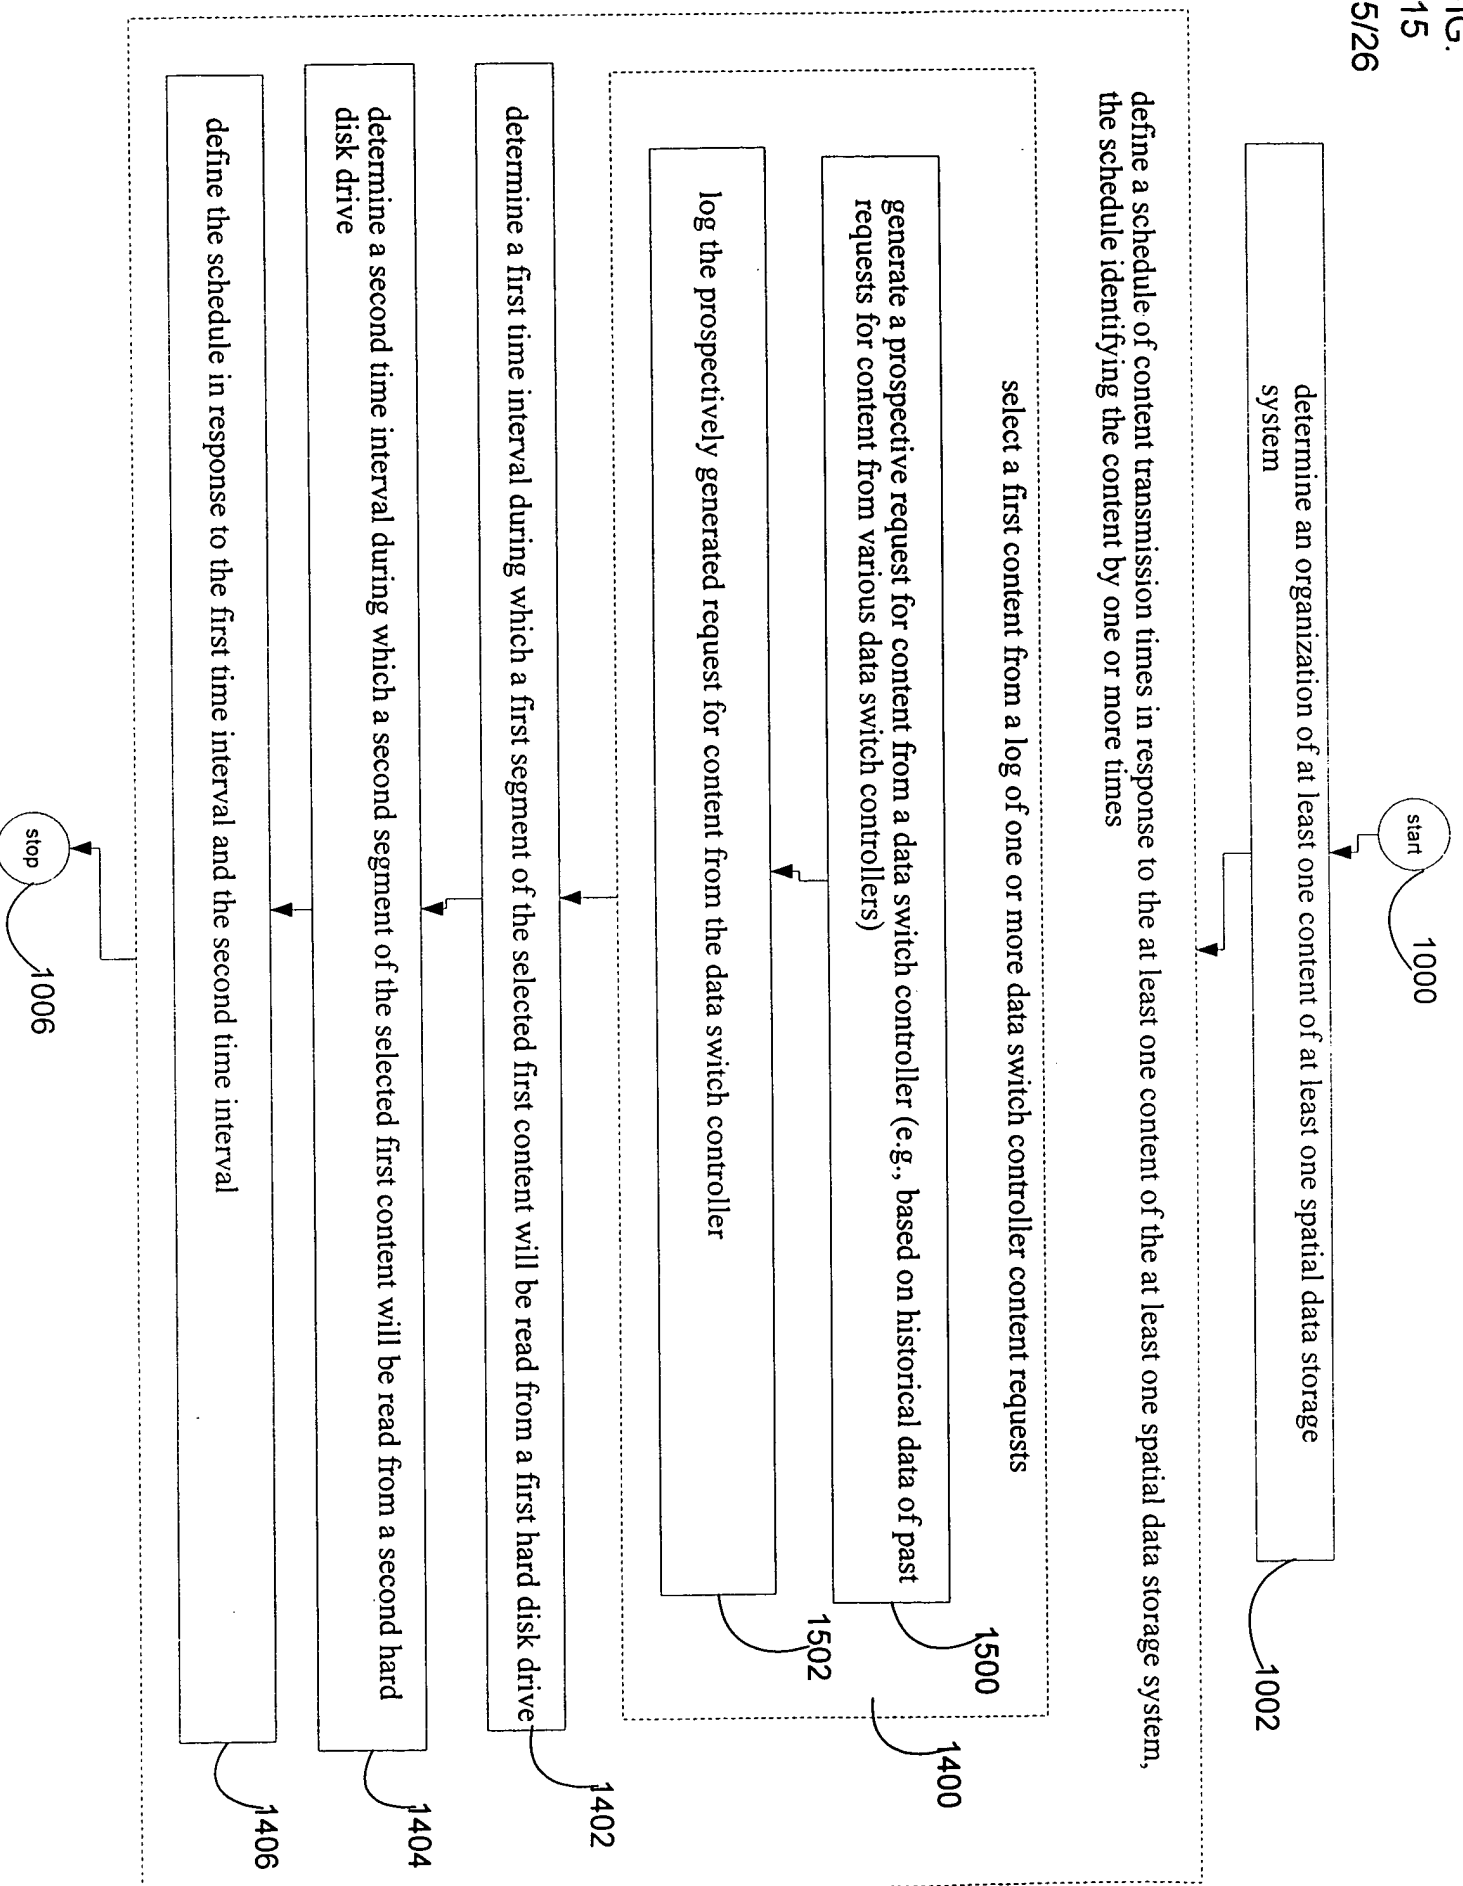 FIG.
15
5/26
start
1000
determine an organization of at least one content of at least one spatial data storage
system
1002
define a schedule of content transmission times in response to the at least one content of the at least one spatial data storage system,
the schedule identifying the content by one or more times
select a first content from a log of one or more data switch controller content requests
1400
generate a prospective request for content from a data switch controller (e.g., based on historical data of past
requests for content from various data switch controllers)
1500
log the prospectively generated request for content from the data switch controller
1502
determine a first time interval during which a first segment of the selected first content will be read from a first hard disk drive
1402
determine a second time interval during which a second segment of the selected first content will be read from a second hard
disk drive
1404
define the schedule in response to the first time interval and the second time interval
1406
stop
1006